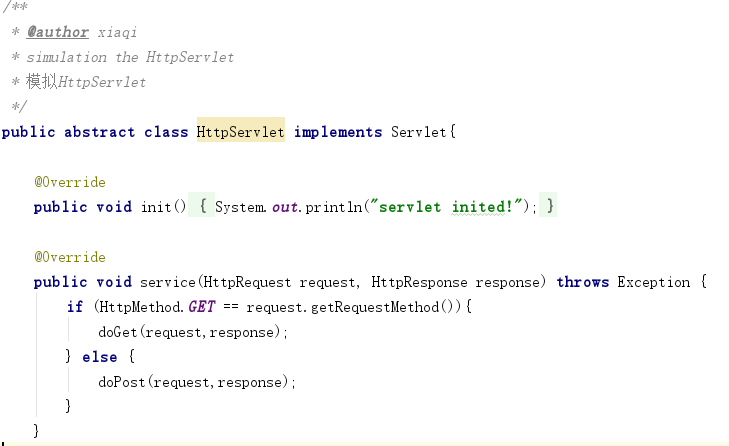 /**
 * @author xiaqi
 * simulation the HttpServlet
 * 模拟HttpServlet
 */
public abstract class HttpServlet implements Servlet{
@Override
public void init() { System.out.println("servlet inited!"); }
@Override
public void service(HttpRequest request, HttpResponse response) throws Exception {
if (HttpMethod.GET == request.getRequestMethod()){
doGet(request,response);
} else {
doPost(request,response);
}
}